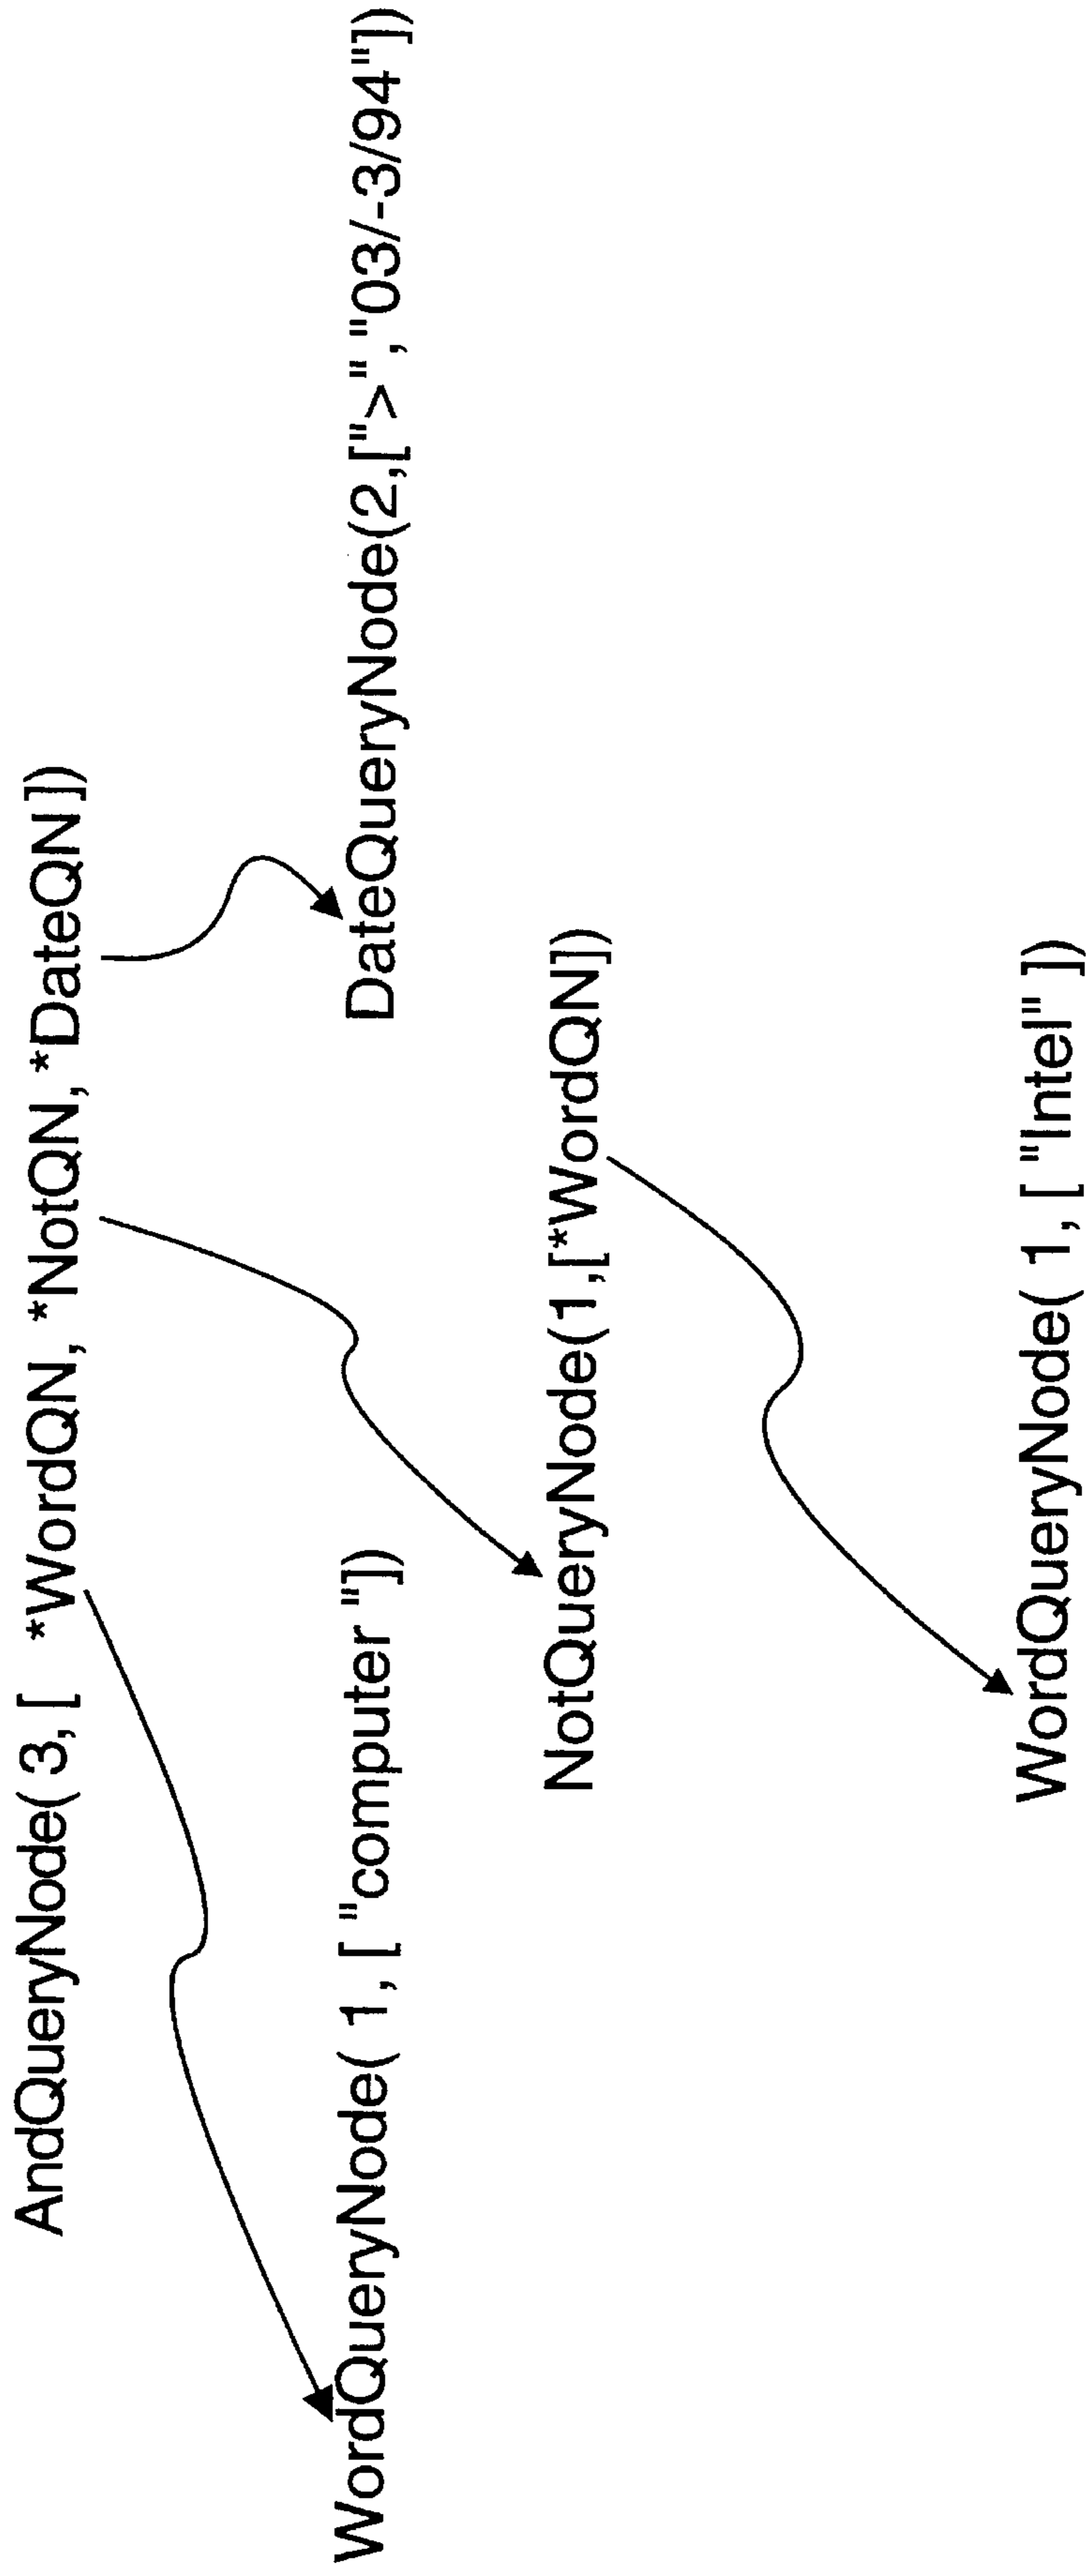 AndQueryNode( 3, [ *WordQN, *NotQN, *DateQN ])
WordQueryNode( 1, [ "computer "])
DateQueryNode(2,[">","03/-3/94"])
NotQueryNode(1,[*WordQN])
WordQueryNode( 1, [ "Intel" ])